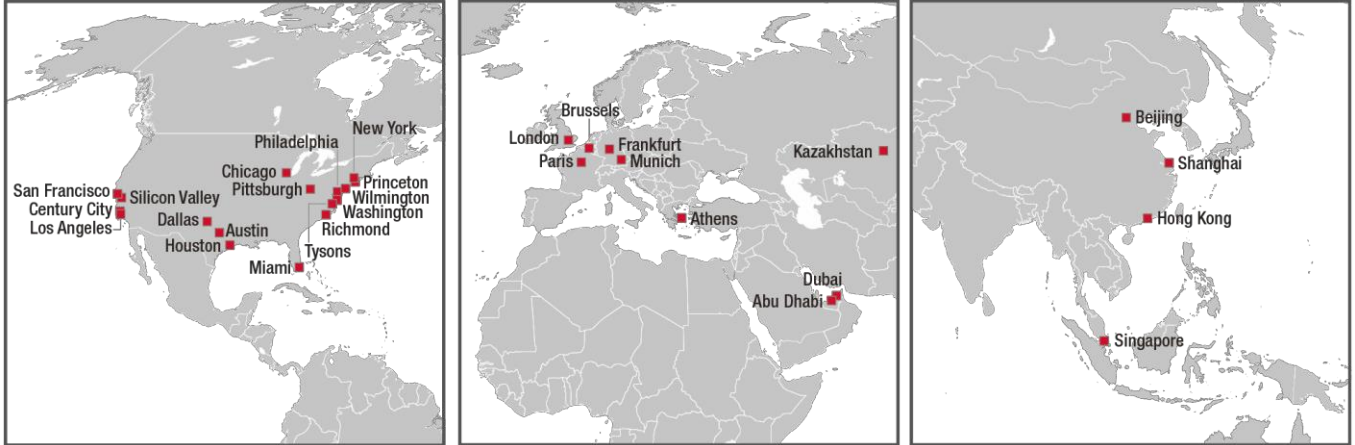 New York
Philadelphia
Chicago
Pittsburgh
Princeton
Wilmington
Washington
Richmond
San Francisco
Silicon Valley
Century City
Los Angeles
Dallas
Austin
Houston
Tysons
Miami
Brussels
London
Frankfurt
Paris
Munich
Kazakhstan
Athens
Dubai
Abu Dhabi
Beijing
Shanghai
Hong Kong
Singapore